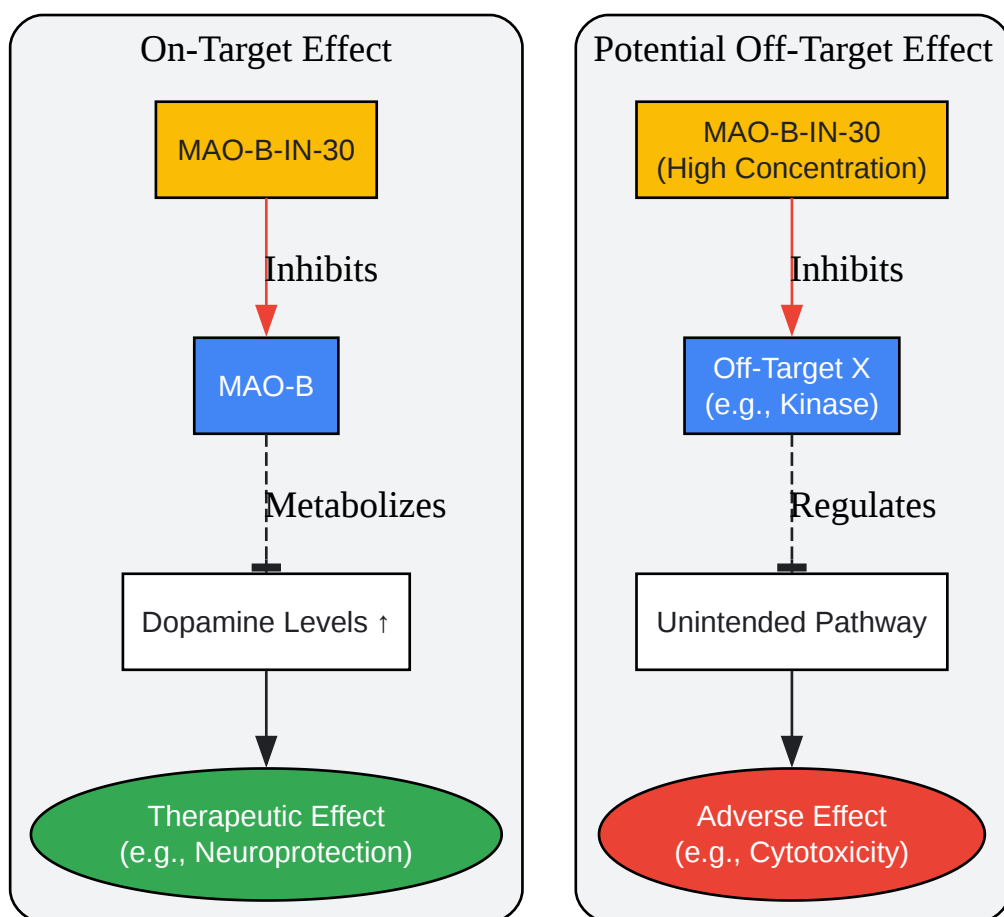 On-Target Effect
MAO-B-IN-30
Inhibits
MAO-B
Metabolizes
Dopamine Levels ↑
Therapeutic Effect
(e.g., Neuroprotection)
Potential Off-Target Effect
MAO-B-IN-30
(High Concentration)
Inhibits
Off-Target X
(e.g., Kinase)
Regulates
Unintended Pathway
Adverse Effect
(e.g., Cytotoxicity)